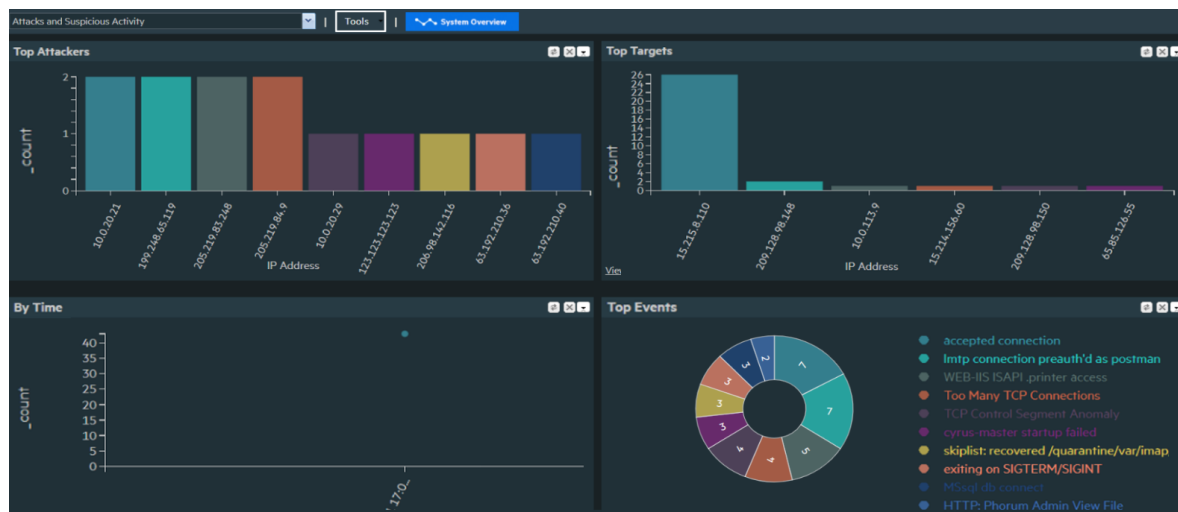 Attacks and Suspicious Activity | Tools | System Overview
Top Attackers
_count
2
1
0
10.0.20.21
199.248.65.119
205.219.83.248
205.219.84.9
10.0.20.29
123.123.123.123
206.98.142.116
63.192.210.36
63.192.210.40
IP Address
Top Targets
_count
26
24
22
20
18
16
14
12
10
8
6
4
2
0
15.215.8.110
209.128.98.148
10.0.113.9
15.214.156.60
209.128.98.150
65.85.126.55
IP Address
By Time
_count
40
35
30
25
20
15
10
5
0
Top Events
7
7
5
4
4
3
3
3
3
2
accepted connection
lmtp connection preauth'd as postman
WEB-IIS ISAPI .printer access
Too Many TCP Connections
TCP Control Segment Anomaly
cyrus-master startup failed
skiplist: recovered /quarantine/var/imap
exiting on SIGTERM/SIGINT
MSsql db connect
HTTP: Phorum Admin View File